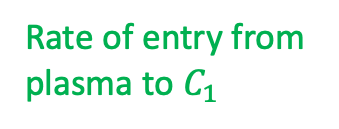 Rate of entry from
plasma to C₁